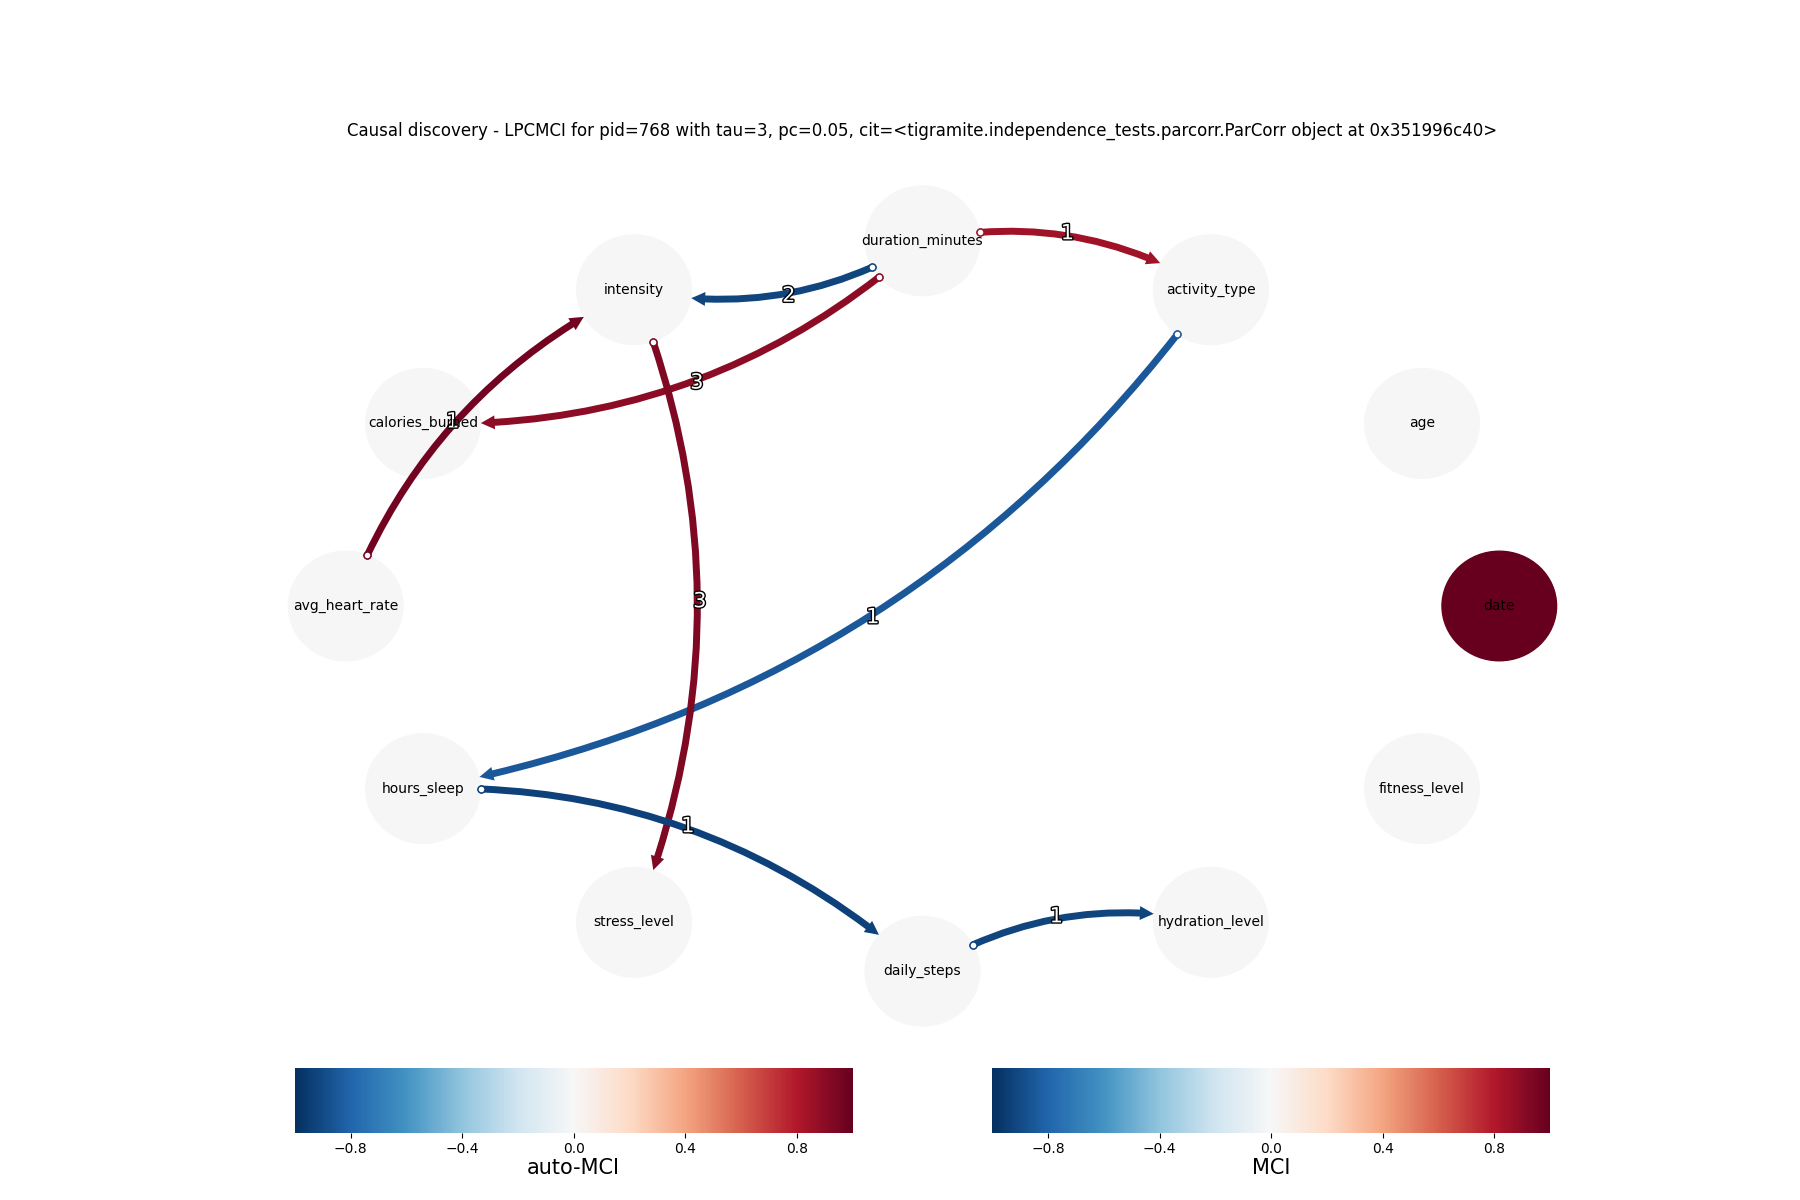 Causal discovery - LPCMCI for pid=768 with tau=3, pc=0.05, cit=<tigramite.independence_tests.parcorr.ParCorr object at 0x351996c40>
duration_minutes
1
intensity
2
activity_type
3
calories_burned
1
age
avg_heart_rate
3
1
date
hours_sleep
fitness_level
1
stress_level
1
hydration_level
daily_steps
−0.8 −0.4 0.0 0.4 0.8
auto-MCI
−0.8 −0.4 0.0 0.4 0.8
MCI